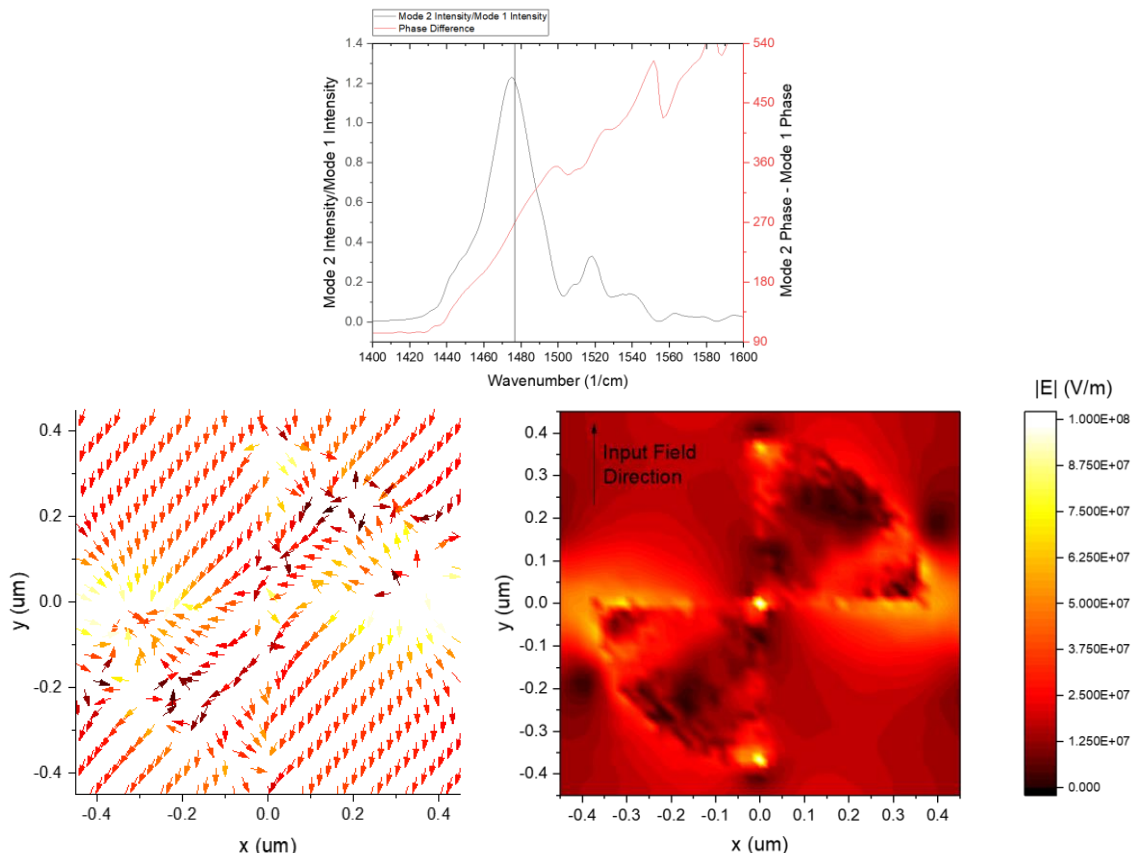 Mode 2 Intensity/Mode 1 Intensity
Phase Difference
1.4
1.2
1.0
0.8
0.6
0.4
0.2
0.0
Mode 2 Intensity/Mode 1 Intensity
540
450
360
270
180
90
Mode 2 Phase - Mode 1 Phase
1400 1420 1440 1460 1480 1500 1520 1540 1560 1580 1600
Wavenumber (1/cm)
0.4
0.2
0.0
-0.2
-0.4
y (um)
-0.4 -0.2 0.0 0.2 0.4
x (um)
Input Field
Direction
0.4
0.3
0.2
0.1
0.0
-0.1
-0.2
-0.3
-0.4
y (um)
-0.4 -0.3 -0.2 -0.1 0.0 0.1 0.2 0.3 0.4
x (um)
|E| (V/m)
1.000E+08
8.750E+07
7.500E+07
6.250E+07
5.000E+07
3.750E+07
2.500E+07
1.250E+07
0.000